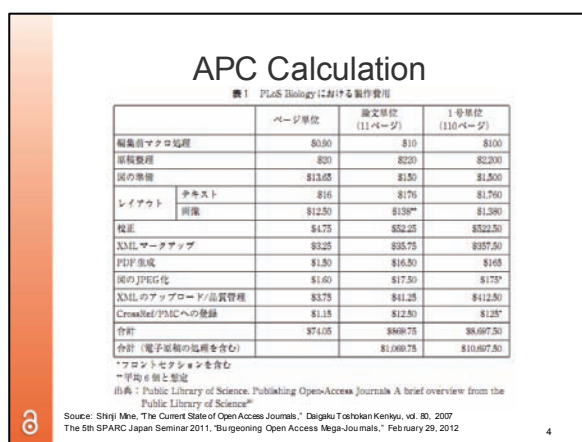 APC Calculation
表1 PLoS Biologyにおける製作費用
ページ単位 論文単位 (11ページ) 1号単位 (110ページ)
編集前マクロ処理 $0.90 $10 $100
原稿整理 $20 $220 $2,200
図の準備 $13.65 $150 $1,500
レイアウト テキスト $16 $176 $1,760
画像 $12.50 $138** $1,380
校正 $4.75 $52.25 $522.50
XMLマークアップ $3.25 $35.75 $357.50
PDF生成 $1.50 $16.50 $165
図のJPEG化 $1.60 $17.50 $175*
XMLのアップロード/品質管理 $3.75 $41.25 $412.50
CrossRef/PMCへの登録 $1.15 $12.50 $125*
合計 $74.05 $869.75 $8,697.50
合計(電子原稿の処理を含む) $1,069.75 $10,697.50
*フロントセクションを含む
**平均6個と想定
出典:Public Library of Science. Publishing Open-Access Journals A brief overview from the
Public Library of Science
Source: Shinji Mine, "The Current State of Open Access Journals," Daigaku Toshokan Kenkyu, vol. 80, 2007
The 5th SPARC Japan Seminar 2011, "Burgeoning Open Access Mega-Journals," February 29, 2012
4